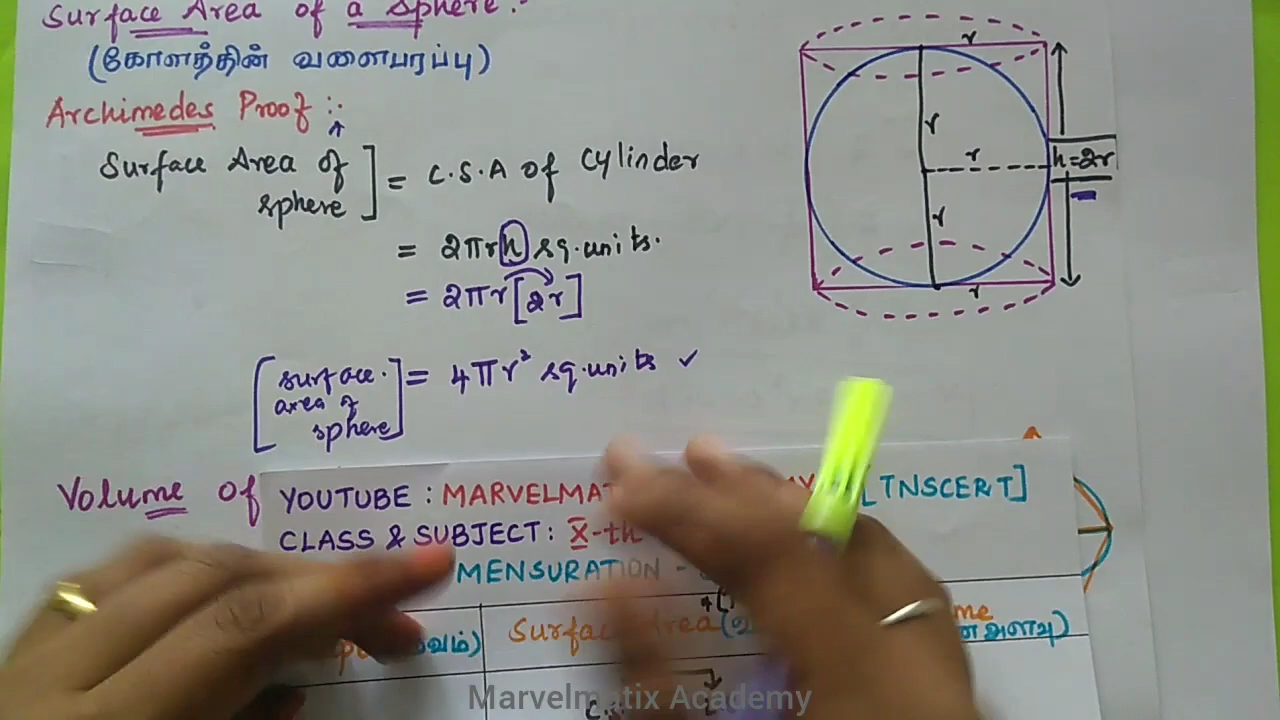 Surface Area of a Sphere :-
(கோளத்தின் வளைபரப்பு)
Archimedes Proof :-
Surface Area of sphere ] = C.S.A of Cylinder
= 2πrh sq.units.
= 2πr[2r]
[surface area of sphere] = 4πr² sq.units ✓
r
r
r
h=2r
r
r
Volume of
YOUTUBE : [TNSCERT]
CLASS & SUBJECT : X-th
MENSURATION -
Surface Area
அளவு)
Marvelmatix Academy